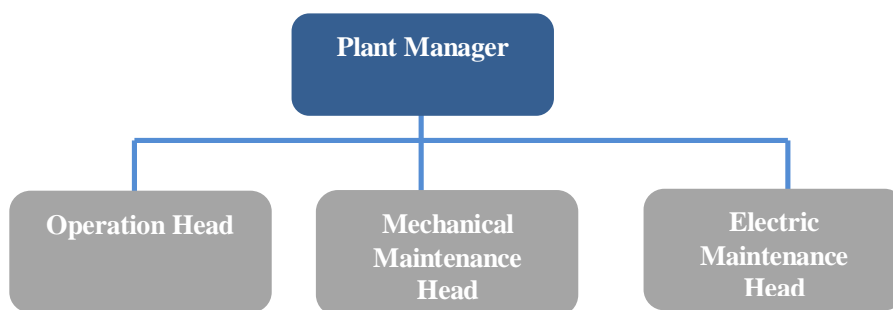 Plant Manager
Operation Head
Mechanical
Maintenance
Head
Electric
Maintenance
Head